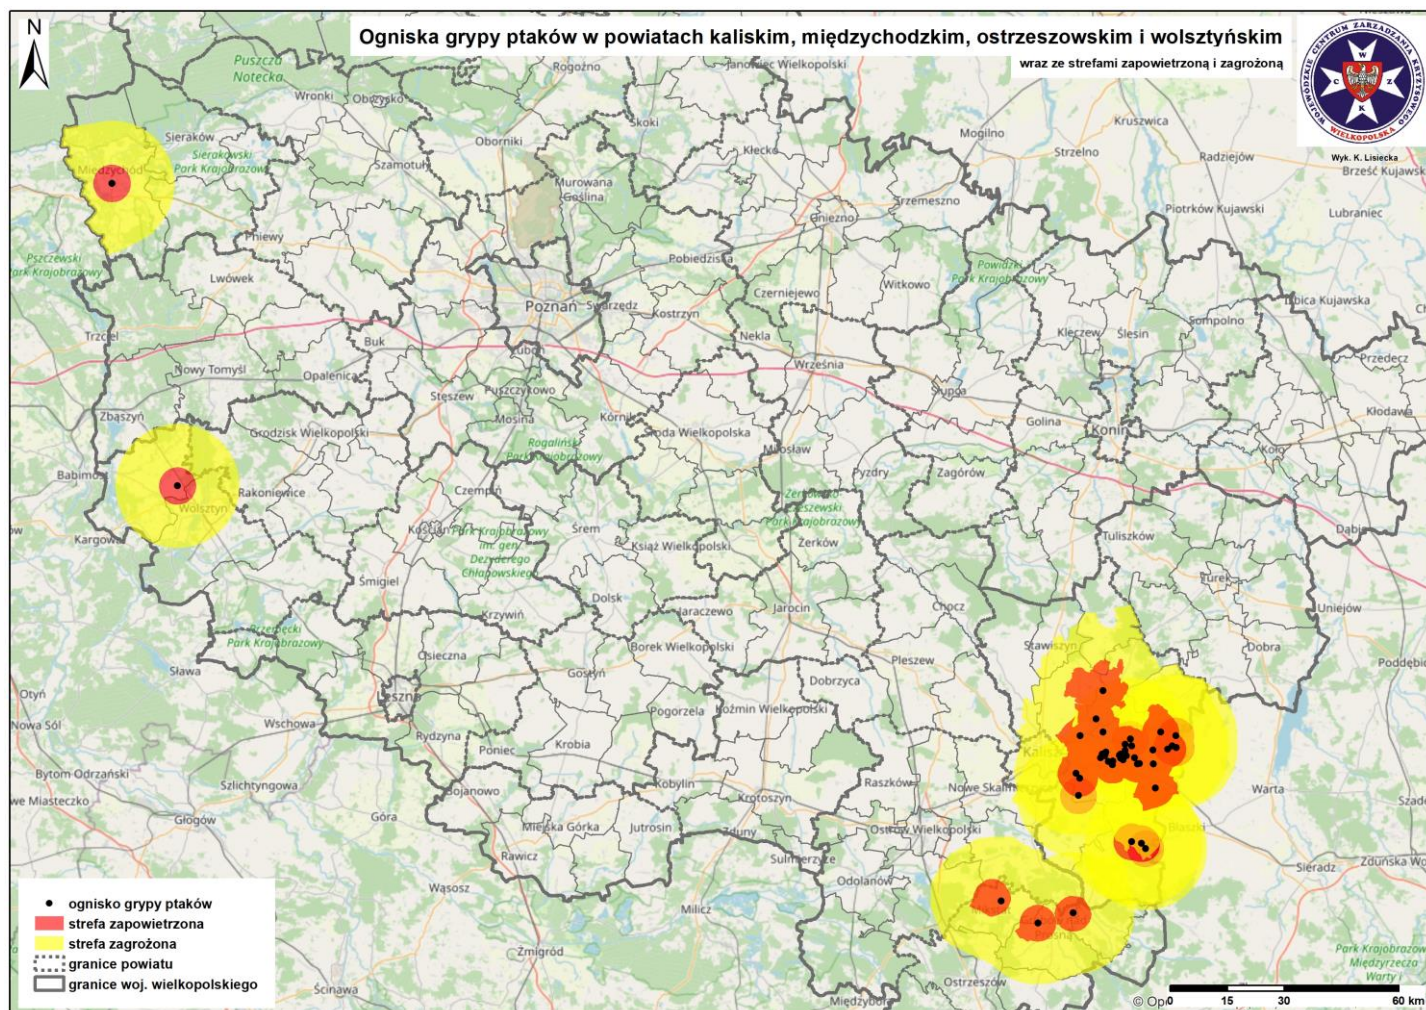 N
Ogniska grypy ptaków w powiatach kaliskim, międzychodzkim, ostrzeszowskim i wolsztyńskim
wraz ze strefami zapowietrzoną i zagrożoną
WOJEWÓDZKIE CENTRUM ZARZĄDZANIA KRYZYSOWEGO
W
C Z
K
WIELKOPOLSKA
Wyk. K. Lisiecka
Puszcza
Notecka
Rogoźno
Janowiec Wielkopolski
Wronki
Obrzycko
Skoki
Mogilno
Kruszwica
Sieraków
Oborniki
Kłecko
Strzelno
Radziejów
Sierakowski
Park Krajobrazowy
Szamotuły
Brześć Kujawski
Międzychód
Murowana
Goślina
Trzemeszno
Piotrków Kujawski
Lubraniec
Gniezno
Pniewy
Pszczewski
Park Krajobrazowy
Pobiedziska
Powidzki
Park Krajobrazowy
Lwówek
Czerniejewo
Witkowo
Izbica Kujawska
Poznań
Swarzędz
Kostrzyn
Sompolno
Trzciel
Nekla
Kleczew
Ślesin
Buk
Luboń
Przedecz
Nowy Tomyśl
Opalenica
Września
Puszczykowo
Słupca
Stęszew
Mosina
Kórnik
Zbąszyń
Kłodawa
Golina
Konin
Grodzisk Wielkopolski
Środa Wielkopolska
Rogaliński
Park Krajobrazowy
Miłosław
Koło
Babimost
Pyzdry
Zagórów
Rakoniewice
Czempiń
Wolsztyn
Żerkowsko
Czeszewski
Park Krajobrazowy
Kościan
Park Krajobrazowy
im. gen.
Dezyderego
Chłapowskiego
Śrem
Dąbie
Kargowa
Książ Wielkopolski
Żerków
Tuliszków
Śmigiel
Turek
Dolsk
Jaraczewo
Jarocin
Chocz
Uniejów
Krzywiń
Przemęcki
Park Krajobrazowy
Osieczna
Borek Wielkopolski
Stawiszyn
Dobra
Sława
Gostyń
Pleszew
Dobrzyca
Otyń
Leszno
Nowa Sól
Wschowa
Pogorzela
Koźmin Wielkopolski
Rydzyna
Poniec
Krobia
Kalisz
Bytom Odrzański
Szlichtyngowa
Kobylin
Raszków
Bojanowo
Krotoszyn
Warta
Głogów
Góra
Miejska Górka
Jutrosin
Zduny
Ostrów Wielkopolski
Błaszki
Rawicz
Sulmierzyce
Sieradz
Wąsosz
Odolanów
Milicz
Żmigród
Ostrzeszów
Park Krajobrazowy
Międzyrzecza
Warty i
Ścinawa
ognisko grypy ptaków
strefa zapowietrzona
strefa zagrożona
granice powiatu
granice woj. wielkopolskiego
0 15 30 60 km